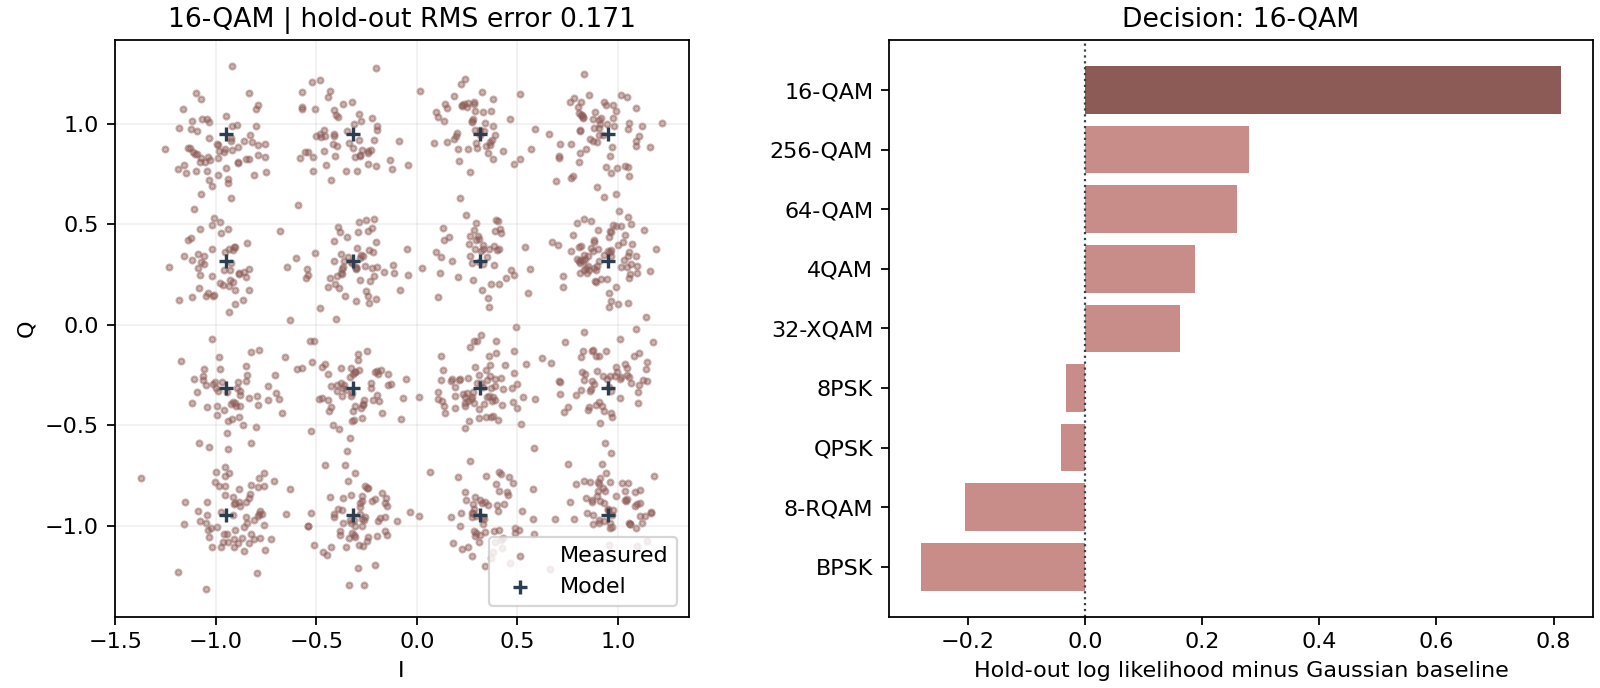 16-QAM | hold-out RMS error 0.171
1.0
0.5
0.0
−0.5
−1.0
Q
Measured
Model
−1.5
−1.0
−0.5
0.0
0.5
1.0
I
Decision: 16-QAM
16-QAM
256-QAM
64-QAM
4QAM
32-XQAM
8PSK
QPSK
8-RQAM
BPSK
−0.2
0.0
0.2
0.4
0.6
0.8
Hold-out log likelihood minus Gaussian baseline